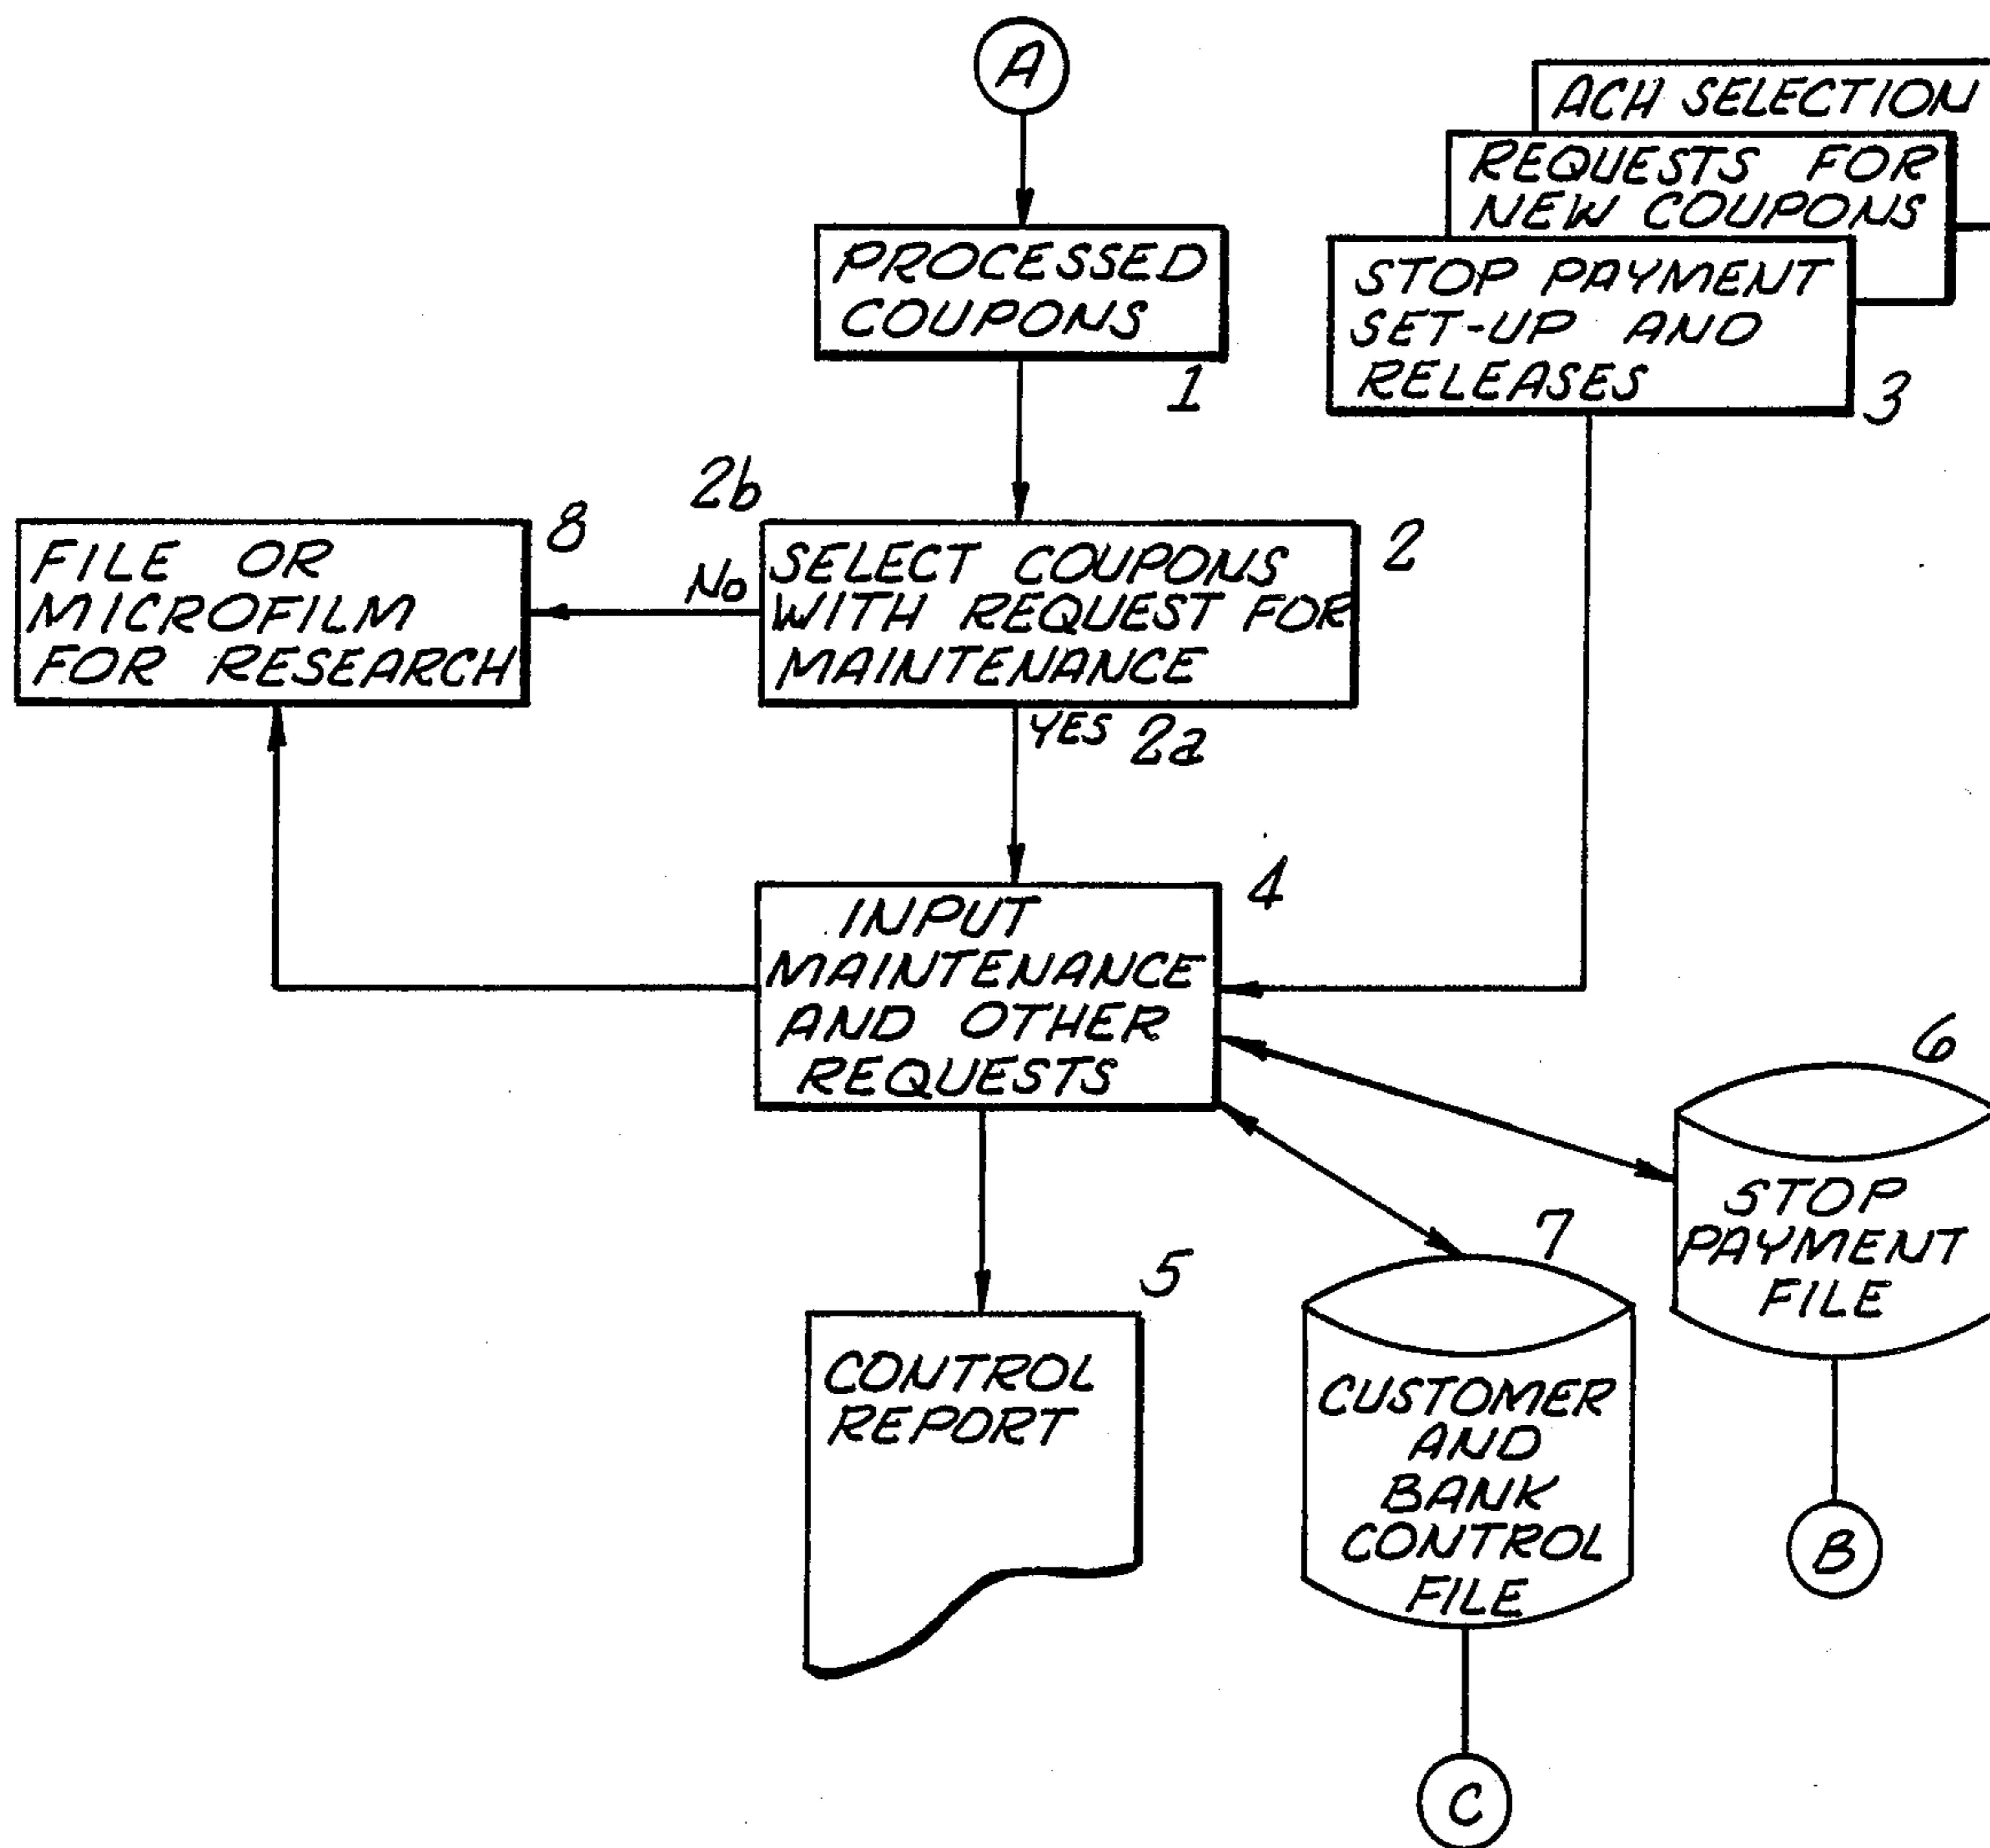 A
ACH SELECTION
REQUESTS FOR
NEW COUPONS
PROCESSED
COUPONS
1
STOP PAYMENT
SET-UP AND
RELEASES
3
2b
8
FILE OR
MICROFILM
FOR RESEARCH
No
SELECT COUPONS
WITH REQUEST FOR
MAINTENANCE
2
YES 2a
4
INPUT
MAINTENANCE
AND OTHER
REQUESTS
6
STOP
PAYMENT
FILE
7
CUSTOMER
AND
BANK
CONTROL
FILE
5
CONTROL
REPORT
B
C